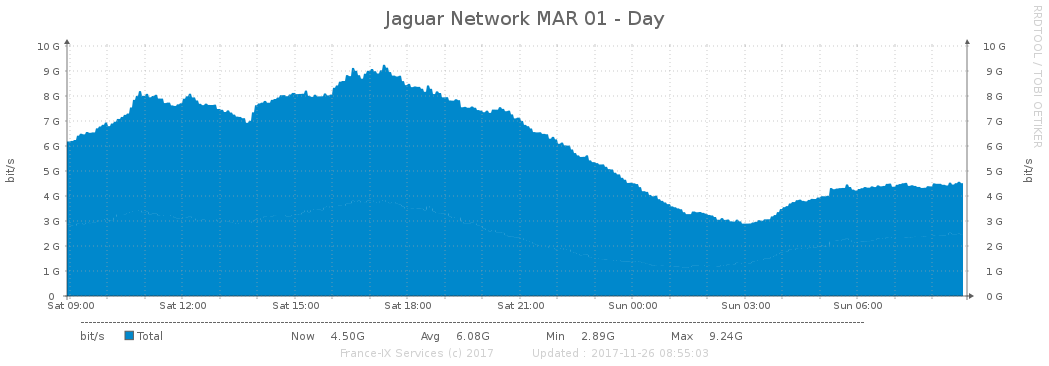 Jaguar Network MAR 01 - Day
RRDTOOL / TOBI OETIKER
10 G 10 G
9 G 9 G
8 G 8 G
7 G 7 G
6 G 6 G
5 G 5 G
4 G 4 G
3 G 3 G
2 G 2 G
1 G 1 G
0 0 G
bit/s bit/s
Sat 09:00 Sat 12:00 Sat 15:00 Sat 18:00 Sat 21:00 Sun 00:00 Sun 03:00 Sun 06:00
bit/s Total Now 4.50G Avg 6.08G Min 2.89G Max 9.24G
France-IX Services (c) 2017 Updated : 2017-11-26 08:55:03